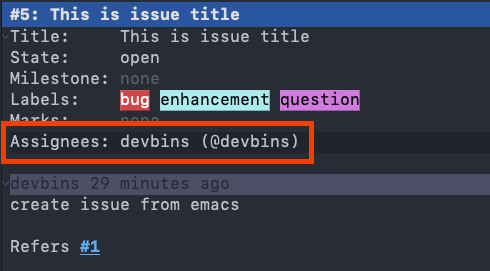 #5: This is issue title
Title: This is issue title
State: open
Milestone: none
Labels: bug enhancement question
Marks: none
Assignees: devbins (@devbins)
devbins 29 minutes ago
create issue from emacs
Refers #1